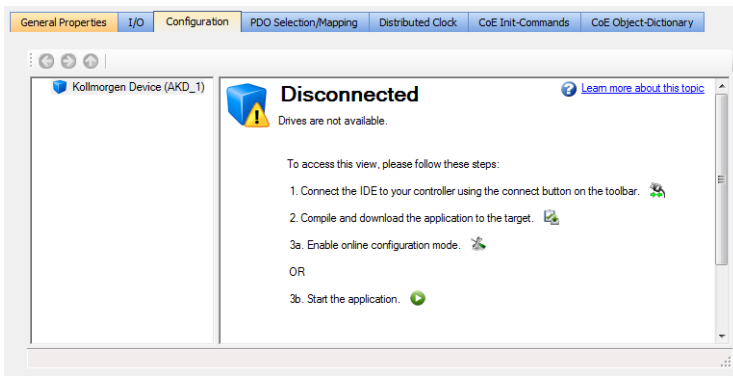 General Properties I/O Configuration PDO Selection/Mapping Distributed Clock CoE Init-Commands CoE Object-Dictionary
Kollmorgen Device (AKD_1)
Disconnected
Learn more about this topic
Drives are not available.
To access this view, please follow these steps:
1. Connect the IDE to your controller using the connect button on the toolbar.
2. Compile and download the application to the target.
3a. Enable online configuration mode.
OR
3b. Start the application.